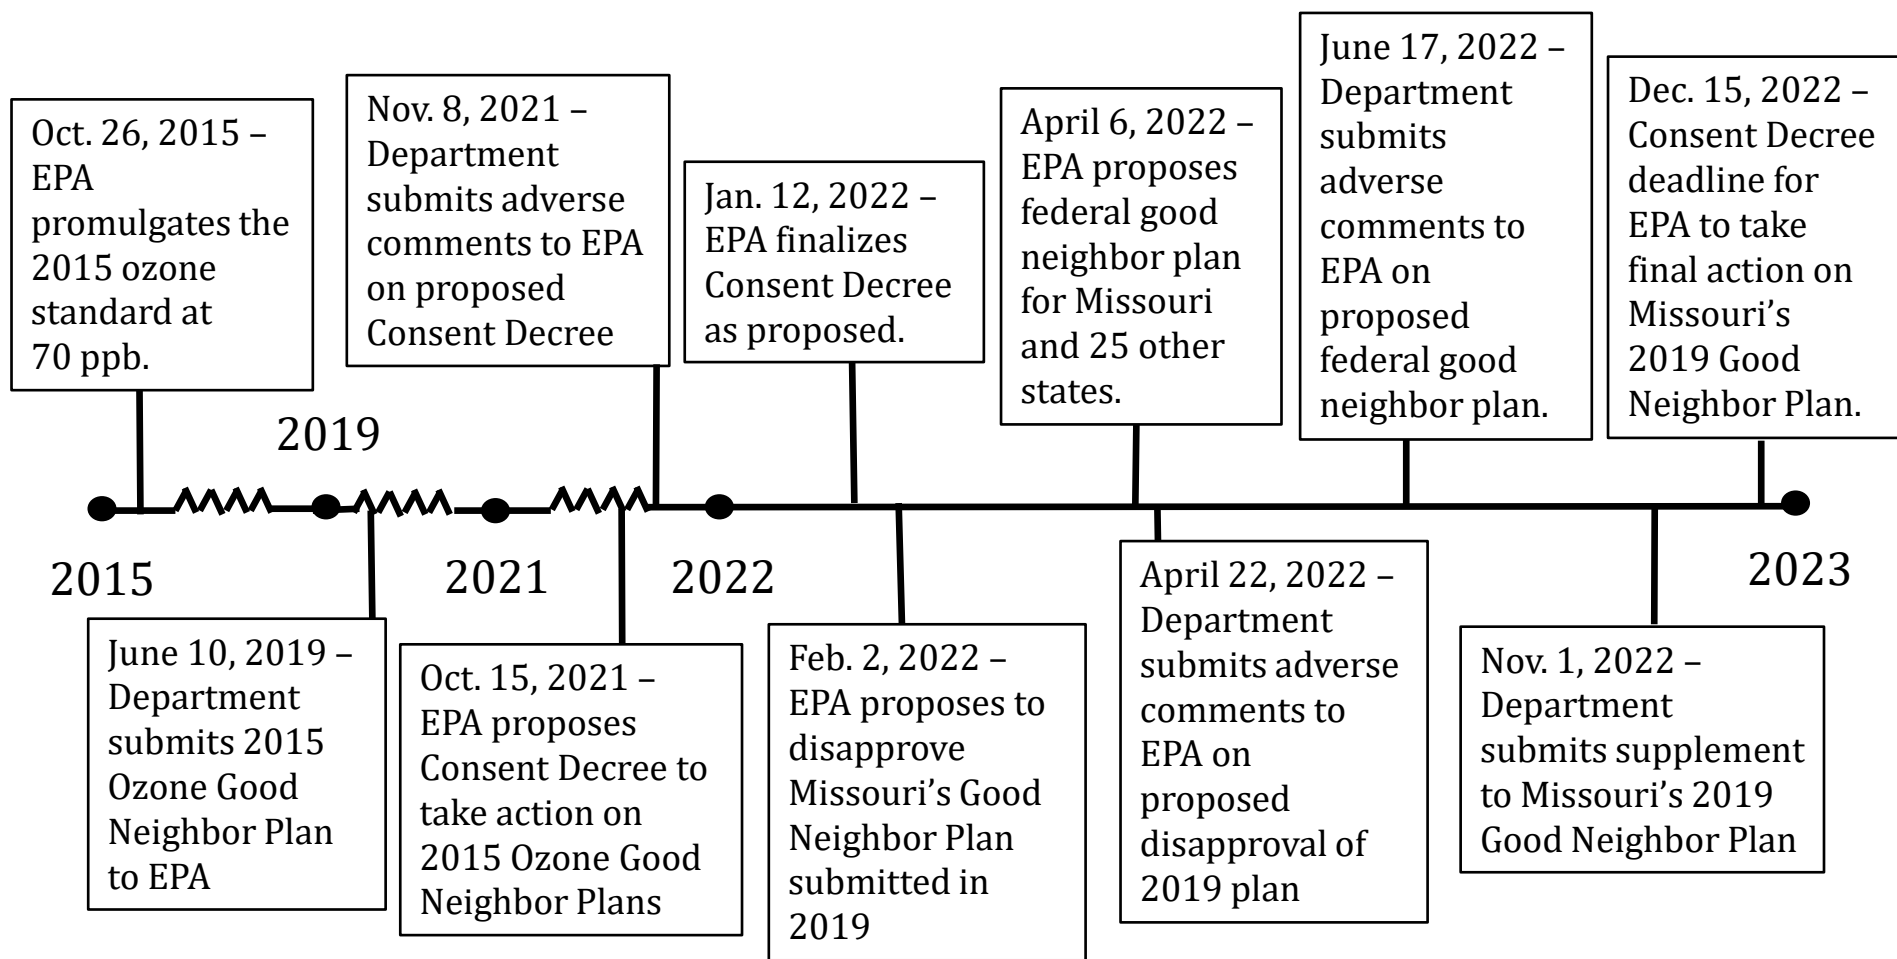 Oct. 26, 2015 –
EPA
promulgates the
2015 ozone
standard at
70 ppb.
Nov. 8, 2021 –
Department
submits adverse
comments to EPA
on proposed
Consent Decree
Jan. 12, 2022 –
EPA finalizes
Consent Decree
as proposed.
April 6, 2022 –
EPA proposes
federal good
neighbor plan
for Missouri
and 25 other
states.
June 17, 2022 –
Department
submits
adverse
comments to
EPA on
proposed
federal good
neighbor plan.
Dec. 15, 2022 –
Consent Decree
deadline for
EPA to take
final action on
Missouri’s
2019 Good
Neighbor Plan.
2019
2015
2021
2022
2023
June 10, 2019 –
Department
submits 2015
Ozone Good
Neighbor Plan
to EPA
Oct. 15, 2021 –
EPA proposes
Consent Decree to
take action on
2015 Ozone Good
Neighbor Plans
Feb. 2, 2022 –
EPA proposes to
disapprove
Missouri’s Good
Neighbor Plan
submitted in
2019
April 22, 2022 –
Department
submits adverse
comments to
EPA on
proposed
disapproval of
2019 plan
Nov. 1, 2022 –
Department
submits supplement
to Missouri’s 2019
Good Neighbor Plan